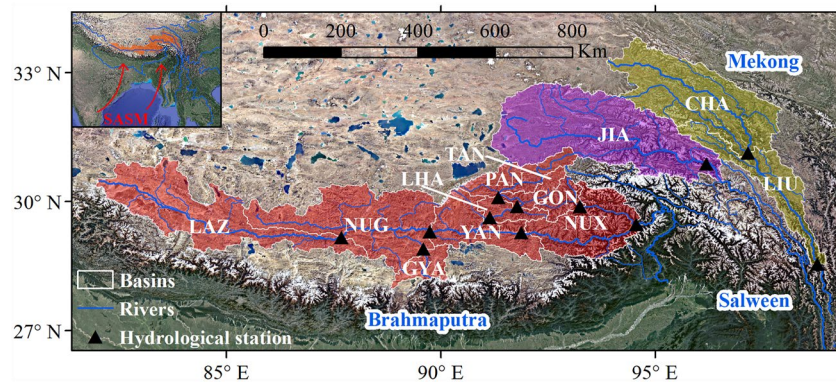 0 200 400 600 800
Km
33° N
Mekong
CHA
SASM
JIA
TAN
LHA
PAN
LIU
30° N
GON
LAZ
NUG
YAN
NUX
GYA
Basins
Rivers
Salween
Brahmaputra
Hydrological station
27° N
85° E 90° E 95° E